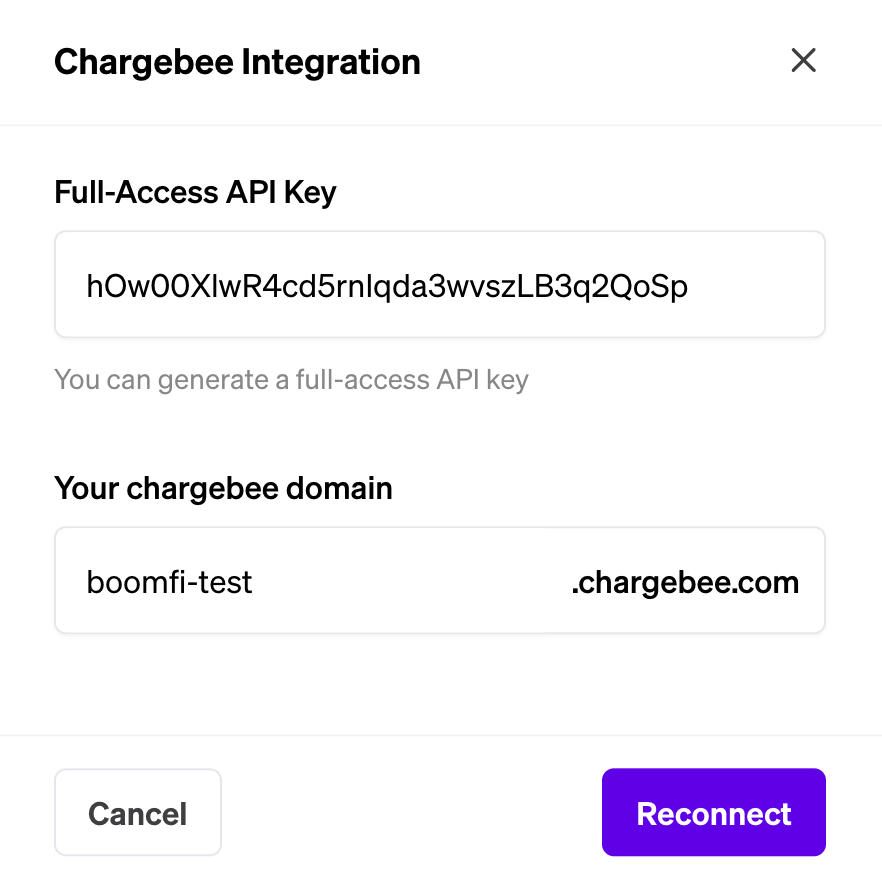 Chargebee Integration
Full-Access API Key
hOw00XlwR4cd5rnlqda3wvszLB3q2QoSp
You can generate a full-access API key
Your chargebee domain
boomfi-test .chargebee.com
Cancel Reconnect